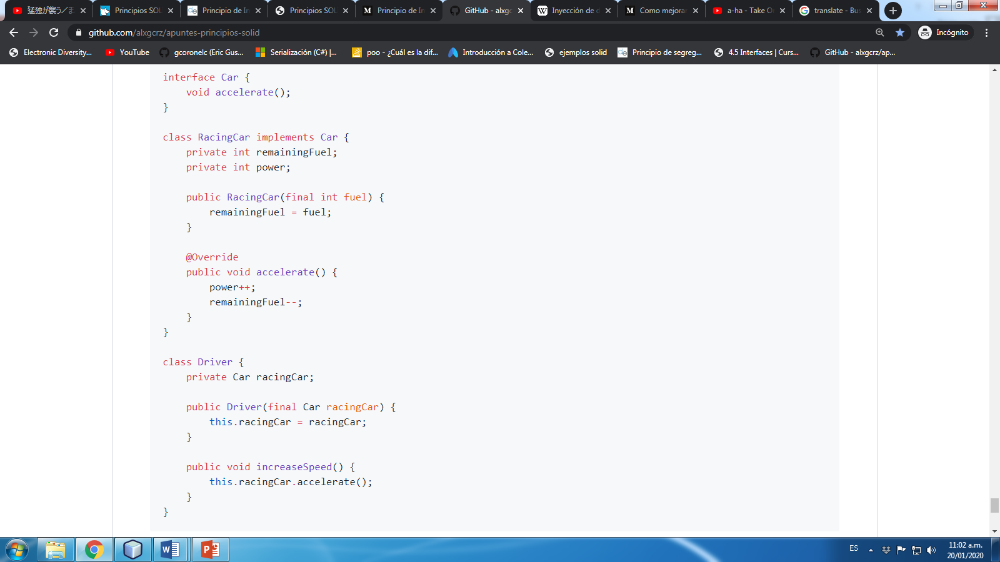 猛独が襲う／ま
Principios SOL
Principio de In
Principios SOL
Principio de In
GitHub - alxgc
Inyección de d
Como mejorar
a-ha - Take O
translate - Bus
github.com/alxgcrz/apuntes-principios-solid
Incógnito
Electronic Diversity...
YouTube
gcoronelc (Eric Gus...
Serialización (C#) |...
poo - ¿Cuál es la dif...
Introducción a Cole...
ejemplos solid
Principio de segreg...
4.5 Interfaces | Curs...
GitHub - alxgcrz/ap...
interface Car {
void accelerate();
}
class RacingCar implements Car {
private int remainingFuel;
private int power;
public RacingCar(final int fuel) {
remainingFuel = fuel;
}
@Override
public void accelerate() {
power++;
remainingFuel--;
}
}
class Driver {
private Car racingCar;
public Driver(final Car racingCar) {
this.racingCar = racingCar;
}
public void increaseSpeed() {
this.racingCar.accelerate();
}
}
ES
11:02 a.m.
20/01/2020